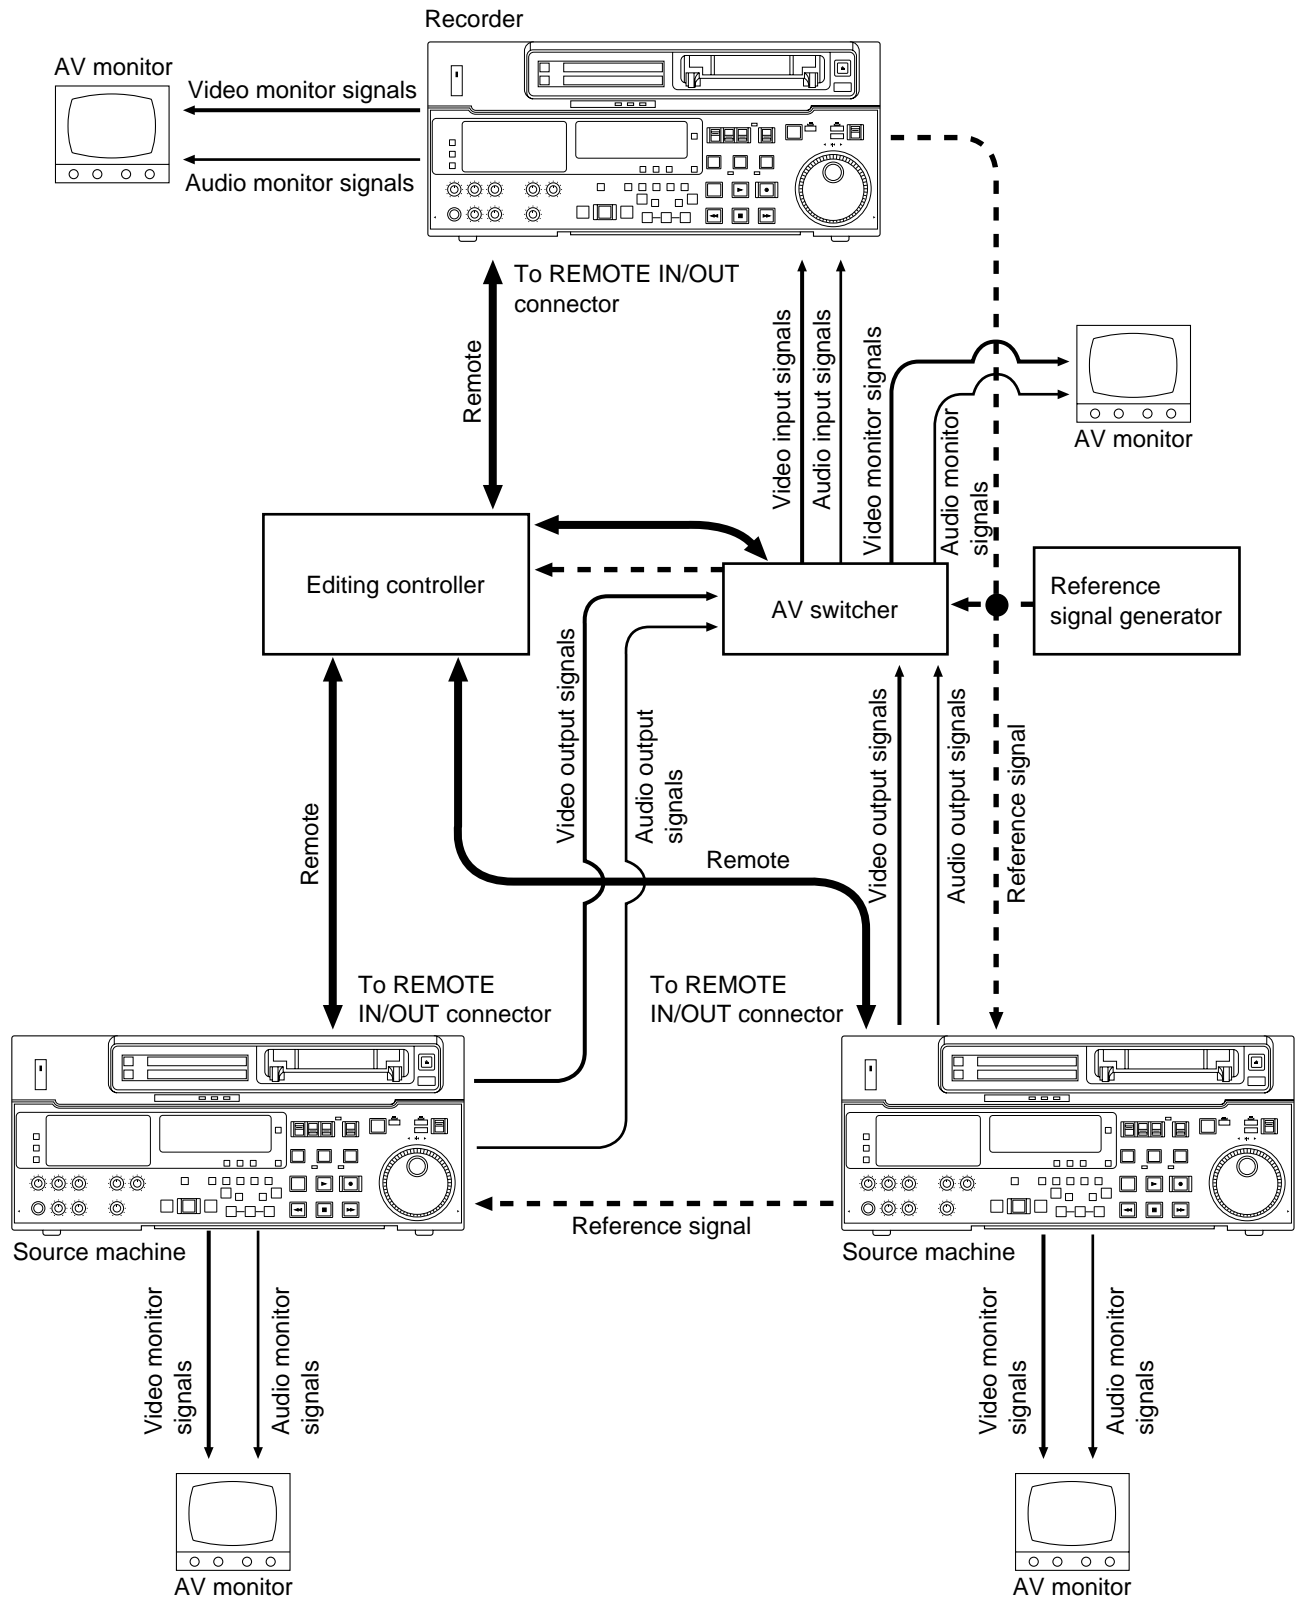 Recorder
AV monitor
Video monitor signals
Audio monitor signals
To REMOTE IN/OUT
connector
Remote
Video input signals
Audio input signals
Video monitor signals
Audio monitor
signals
AV monitor
Editing controller
AV switcher
Reference
signal generator
Remote
Video output signals
Audio output
signals
Remote
Video output signals
Audio output signals
Reference signal
To REMOTE
IN/OUT connector
To REMOTE
IN/OUT connector
Reference signal
Source machine
Source machine
Video monitor
signals
Audio monitor
signals
Video monitor
signals
Audio monitor
signals
AV monitor
AV monitor